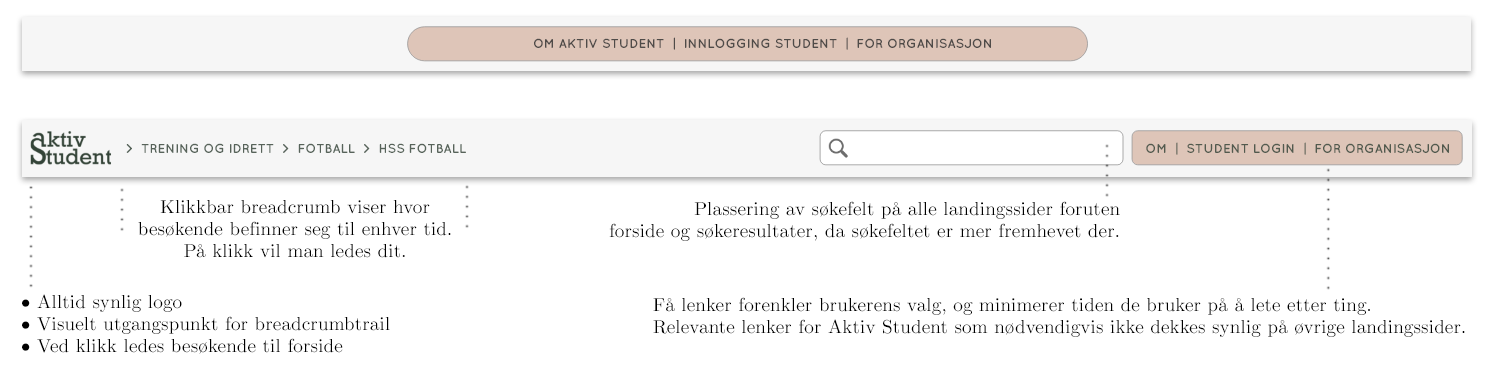 OM AKTIV STUDENT | INNLOGGING STUDENT | FOR ORGANISASJON
aktiv
Student
> TRENING OG IDRETT > FOTBALL > HSS FOTBALL
OM | STUDENT LOGIN | FOR ORGANISASJON
Klikkbar breadcrumb viser hvor
besøkende befinner seg til enhver tid.
På klikk vil man ledes dit.
Plassering av søkefelt på alle landingssider foruten
forside og søkeresultater, da søkefeltet er mer fremhevet der.
• Alltid synlig logo
• Visuelt utgangspunkt for breadcrumbtrail
• Ved klikk ledes besøkende til forside
Få lenker forenkler brukerens valg, og minimerer tiden de bruker på å lete etter ting.
Relevante lenker for Aktiv Student som nødvendigvis ikke dekkes synlig på øvrige landingssider.